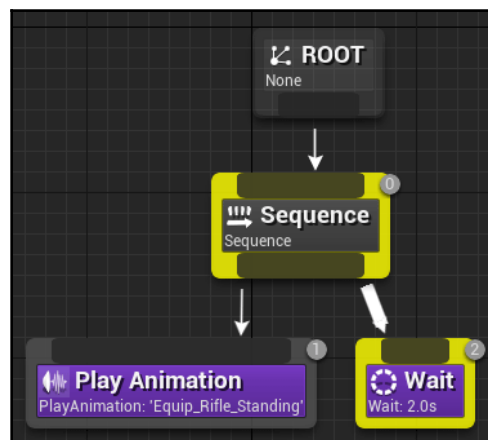 ROOT
None
0
Sequence
Sequence
1
2
Play Animation
PlayAnimation: 'Equip_Rifle_Standing'
Wait
Wait: 2.0s